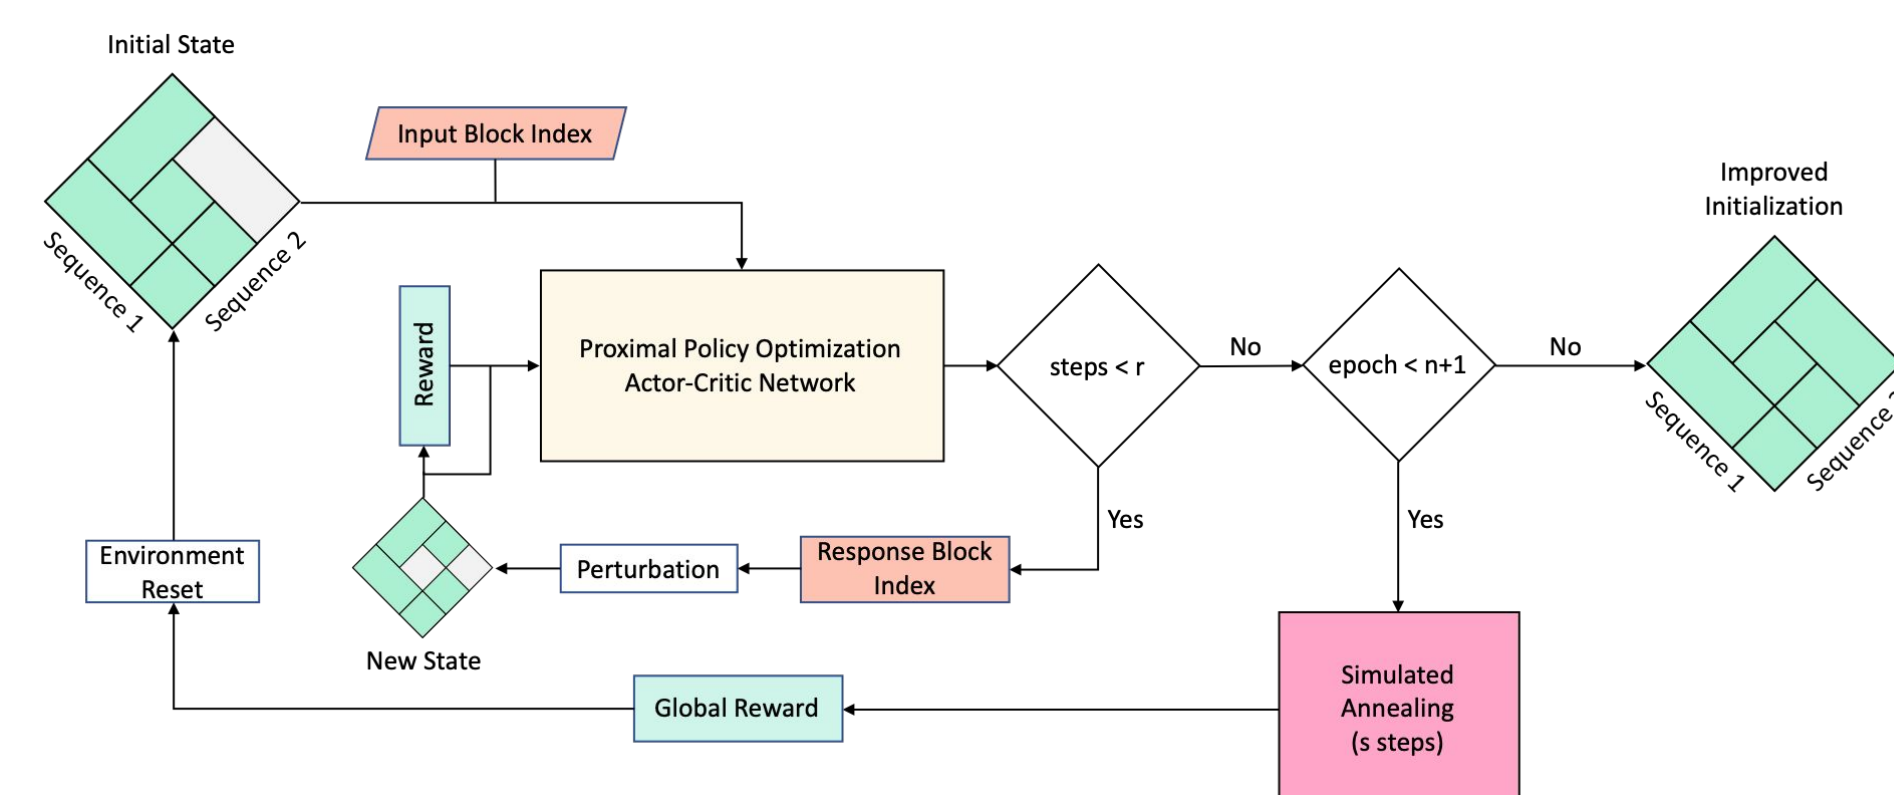 Initial State
Input Block Index
Sequence 1
Sequence 2
Reward
Proximal Policy Optimization
Actor-Critic Network
steps < r
No
epoch < n+1
No
Improved
Initialization
Sequence 1
Sequence
Yes
Yes
Environment
Reset
New State
Perturbation
Response Block
Index
Global Reward
Simulated
Annealing
(s steps)